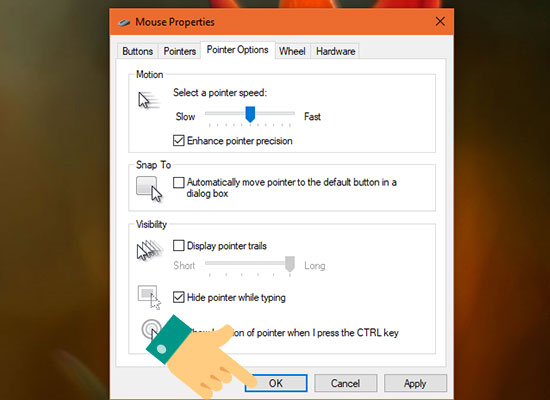 Mouse Properties
Buttons Pointers Pointer Options Wheel Hardware
Motion
Select a pointer speed:
Slow Fast
Enhance pointer precision
Snap To
Automatically move pointer to the default button in a
dialog box
Visibility
Display pointer trails
Short Long
Hide pointer while typing
of pointer when I press the CTRL key
OK Cancel Apply